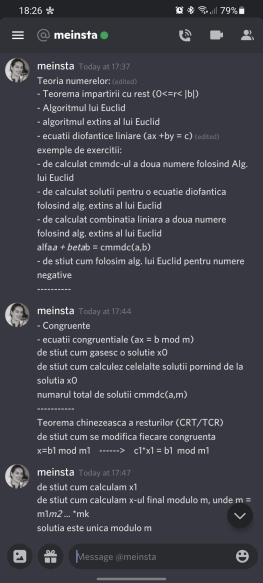 18:26
79%
@ meinsta
meinsta Today at 17:37
Teoria numerelor: (edited)
- Teorema impartirii cu rest (0<=r< |b|)
- Algoritmul lui Euclid
- algoritmul extins al lui Euclid
- ecuatii diofantice liniare (ax +by = c) (edited)
exemple de exercitii:
- de calculat cmmdc-ul a doua numere folosind Alg.
lui Euclid
- de calculat solutii pentru o ecuatie diofantica
folosind alg. extins al lui Euclid
- de calculat combinatia liniara a doua numere
folosind alg. extins al lui Euclid
alfaa + betab = cmmdc(a,b)
- de stiut cum folosim alg. lui Euclid pentru numere
negative
----------
meinsta Today at 17:44
- Congruente
- ecuatii congruentiale (ax = b mod m)
de stiut cum gasesc o solutie x0
de stiut cum calculez celelalte solutii pornind de la
solutia x0
numarul total de solutii cmmdc(a,m)
-----------
Teorema chinezeasca a resturilor (CRT/TCR)
de stiut cum se modifica fiecare congruenta
x=b1 mod m1 ------> c1*x1 = b1 mod m1
meinsta Today at 17:47
de stiut cum calculam x1
de stiut cum calculam x-ul final modulo m, unde m =
m1m2 ... *mk
solutia este unica modulo m
Message @meinsta